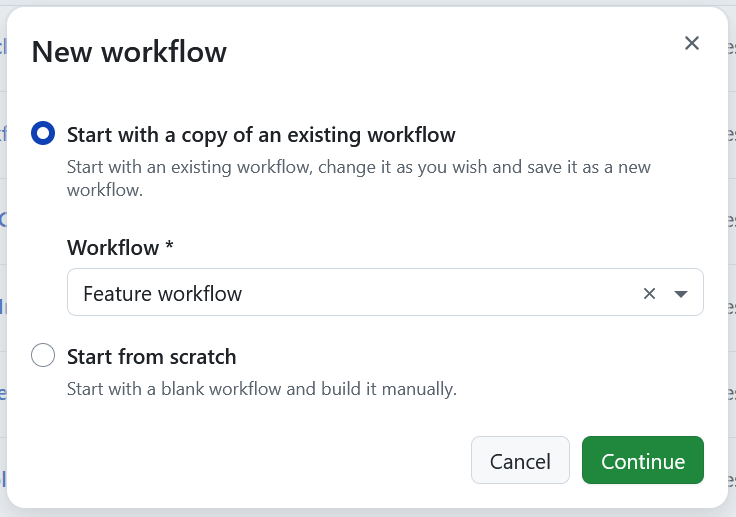 New workflow
Start with a copy of an existing workflow
Start with an existing workflow, change it as you wish and save it as a new
workflow.
Workflow *
Feature workflow
Start from scratch
Start with a blank workflow and build it manually.
Cancel
Continue